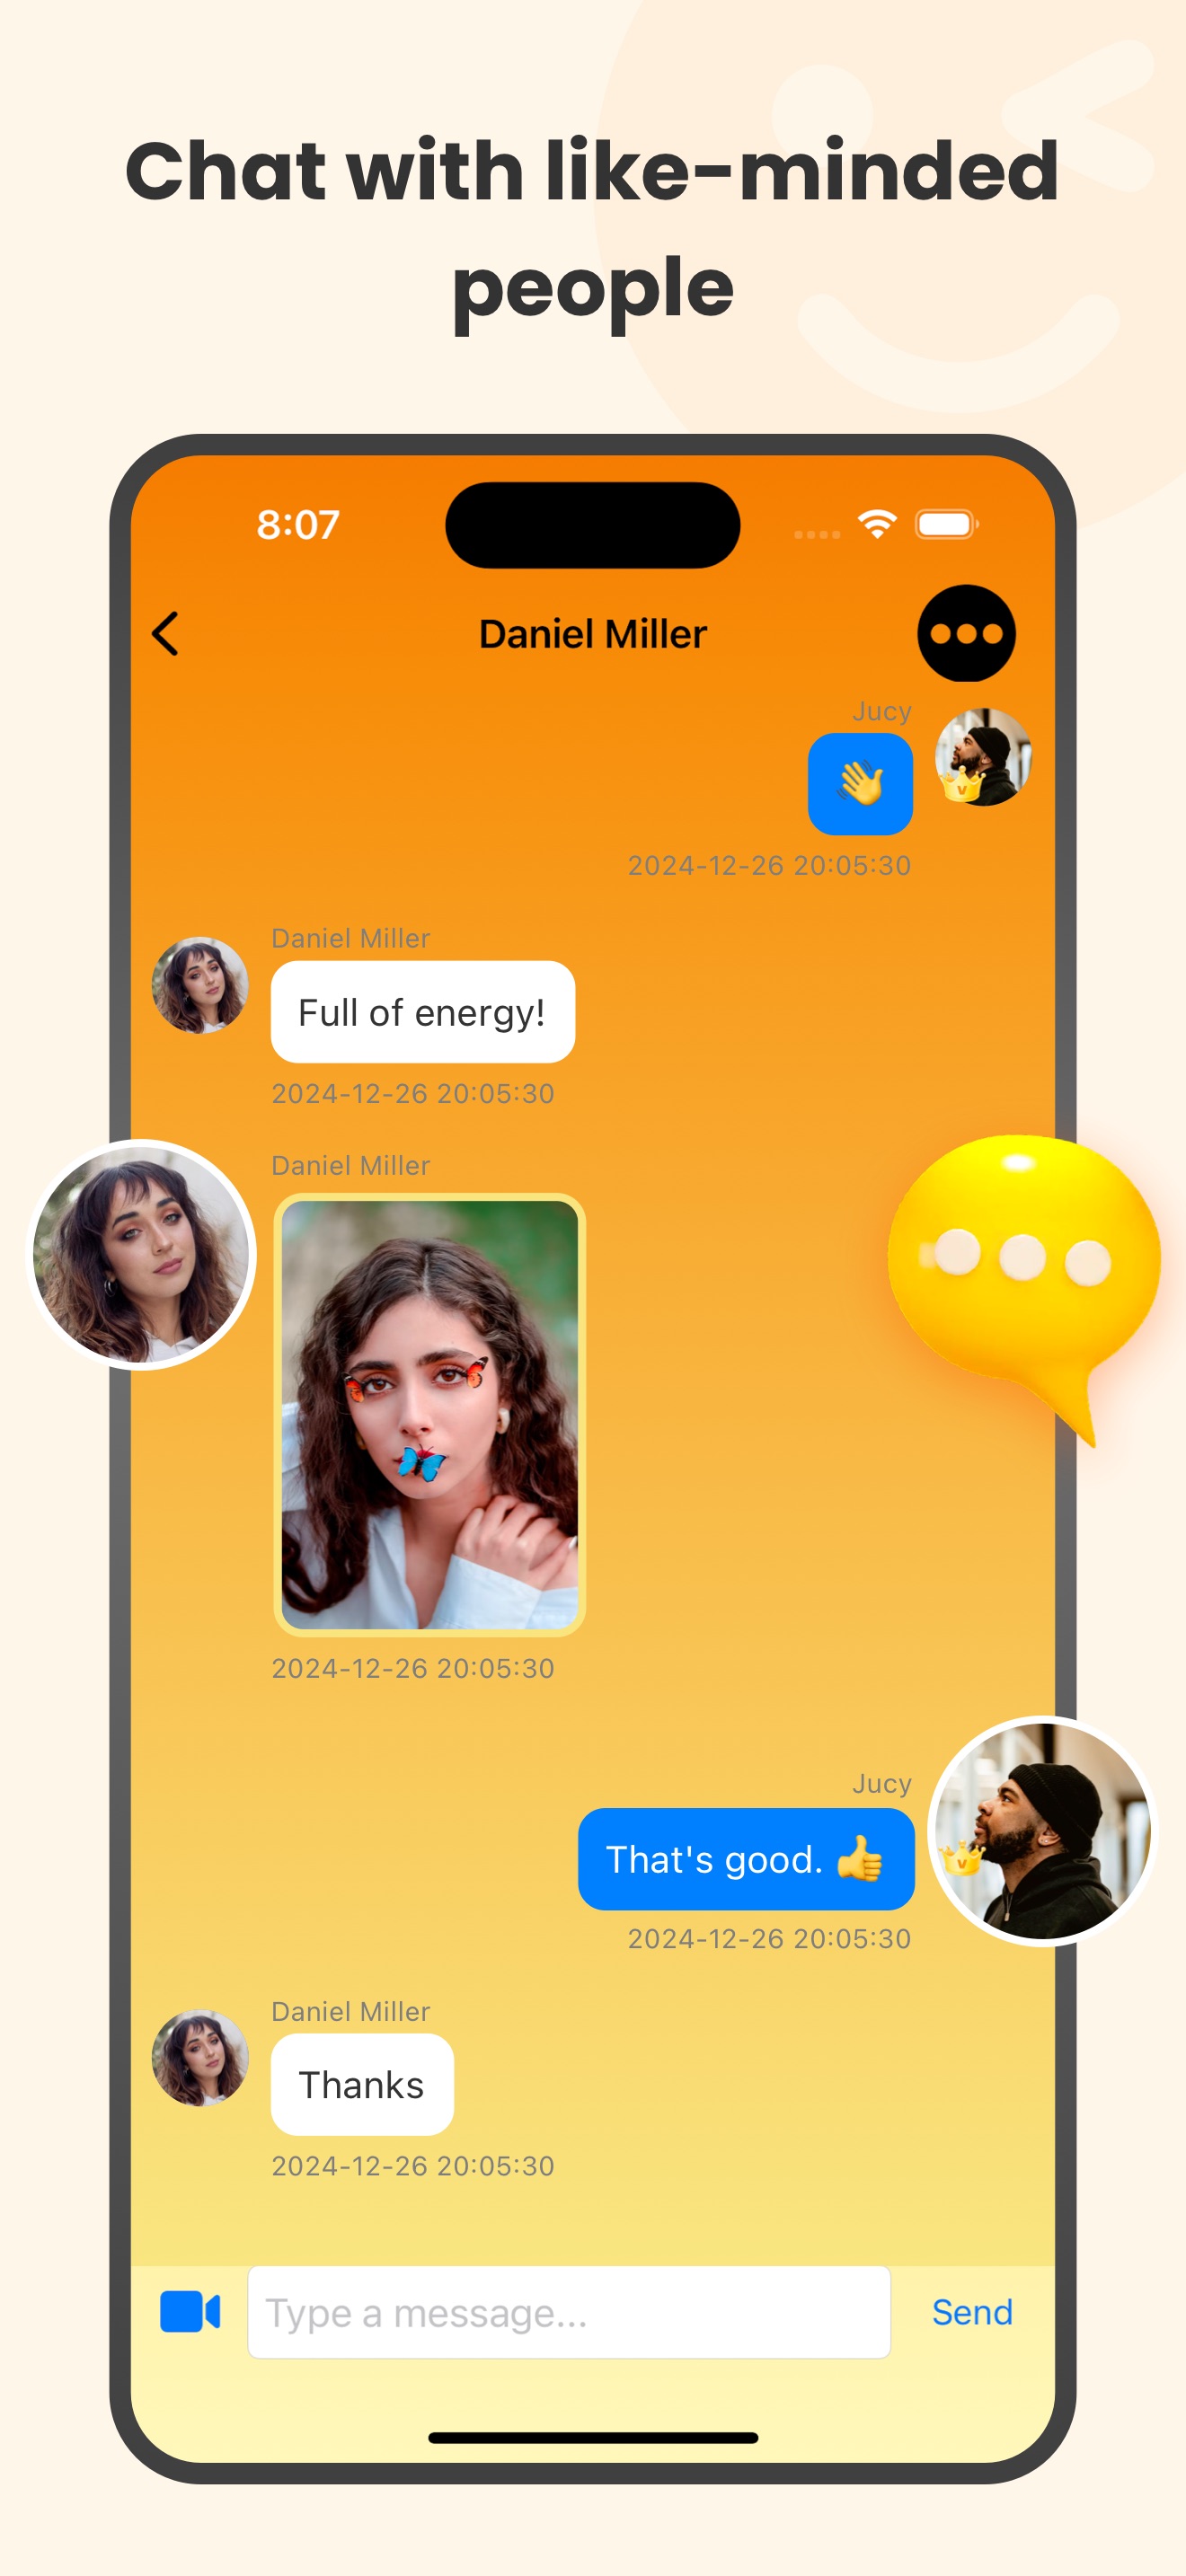 Chat with like-minded
people
8:07
Daniel Miller
Jucy
👋
2024-12-26 20:05:30
Daniel Miller
Full of energy!
2024-12-26 20:05:30
Daniel Miller
2024-12-26 20:05:30
Jucy
That's good. 👍
2024-12-26 20:05:30
Daniel Miller
Thanks
2024-12-26 20:05:30
Type a message...
Send